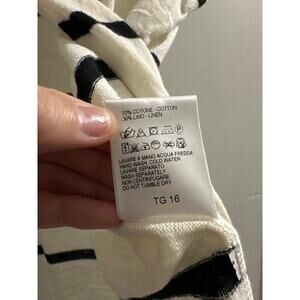 70% COTONE - COTTON
30% LINO - LINEN
LAVARE A MANO ACQUA FREDDA
HAND WASH, COLD WATER
LAVARE SEPARATO
WASH SEPARATELY
NON CENTRIFUGARE
DO NOT TUMBLE DRY
TG 16